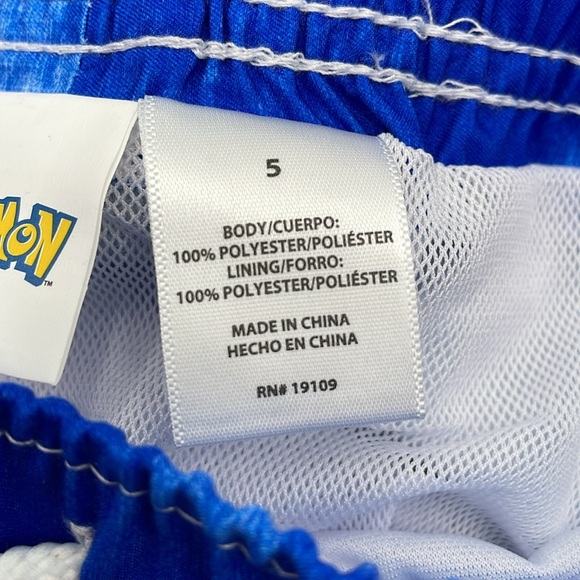 MON™
5
BODY/CUERPO:
100% POLYESTER/POLIÉSTER
LINING/FORRO:
100% POLYESTER/POLIÉSTER
MADE IN CHINA
HECHO EN CHINA
RN# 19109